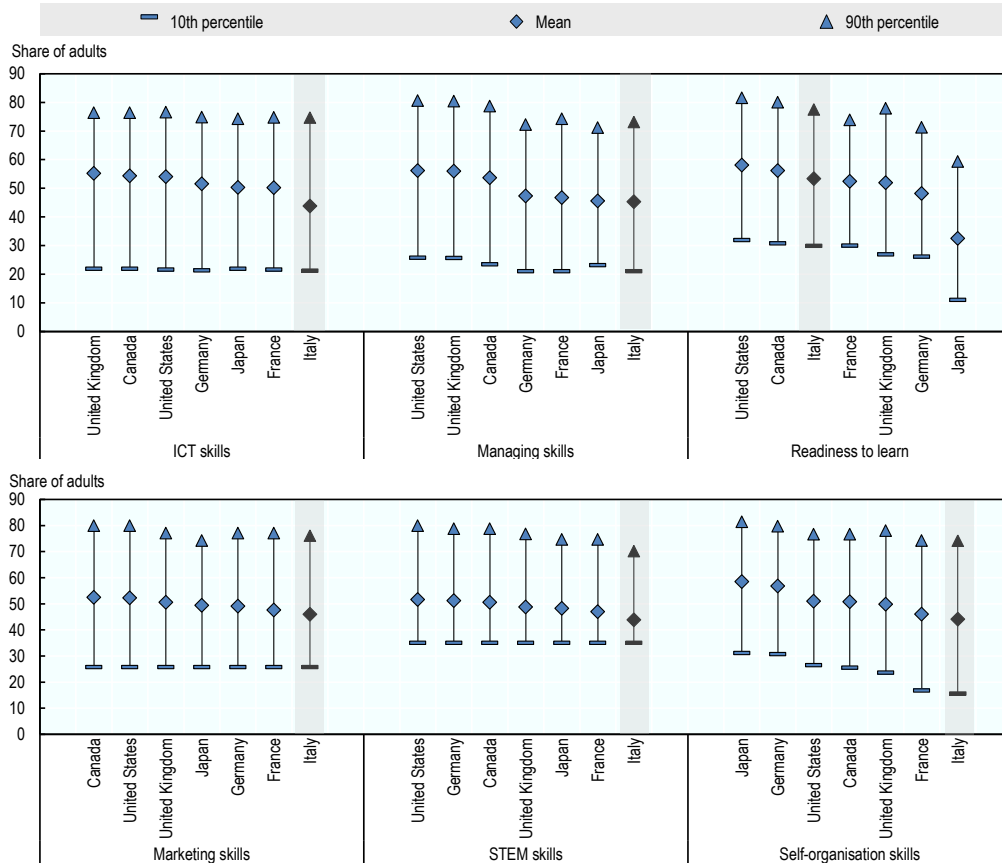 10th percentile Mean 90th percentile
Share of adults
90
80
70
60
50
40
30
20
10
0
United Kingdom
Canada
United States
Germany
Japan
France
Italy
United States
United Kingdom
Canada
Germany
France
Japan
Italy
United States
Canada
Italy
France
United Kingdom
Germany
Japan
ICT skills Managing skills Readiness to learn
Share of adults
90
80
70
60
50
40
30
20
10
0
Canada
United States
United Kingdom
Japan
Germany
France
Italy
United States
Germany
Canada
United Kingdom
Japan
France
Italy
Japan
Germany
United States
Canada
United Kingdom
France
Italy
Marketing skills STEM skills Self-organisation skills